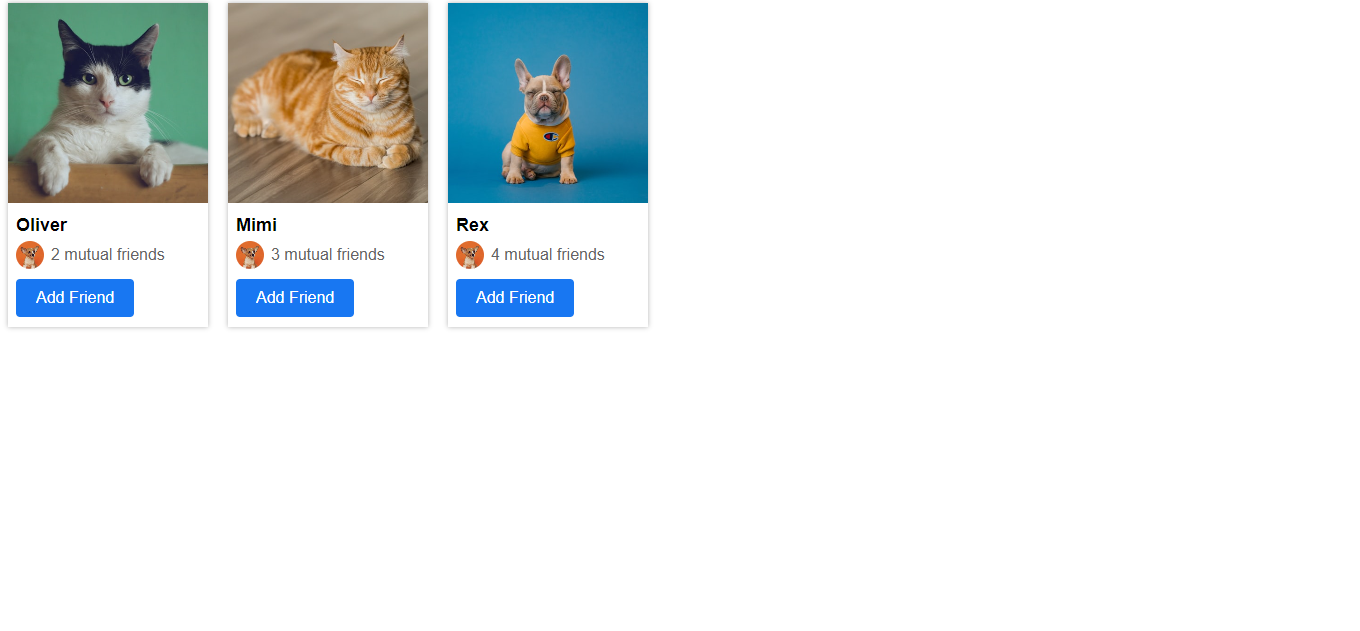 Oliver
2 mutual friends
Add Friend
Mimi
3 mutual friends
Add Friend
Rex
4 mutual friends
Add Friend